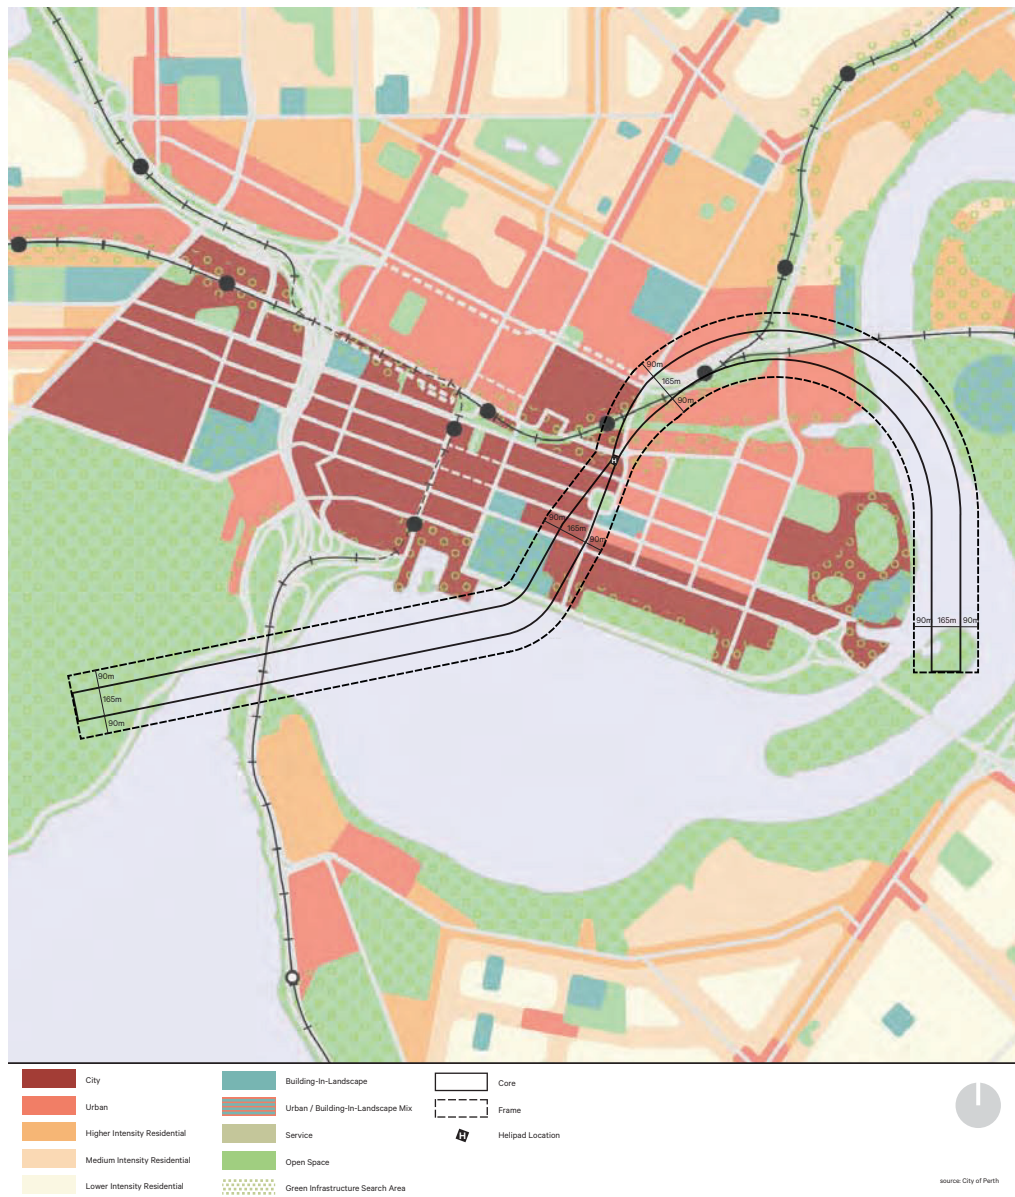 90m
165m
90m
H
90m
165m
90m
90m
165m
90m
90m
165m
90m
City
Urban
Higher Intensity Residential
Medium Intensity Residential
Lower Intensity Residential
Building-In-Landscape
Urban / Building-In-Landscape Mix
Service
Open Space
Green Infrastructure Search Area
Core
Frame
H
Helipad Location
source: City of Perth